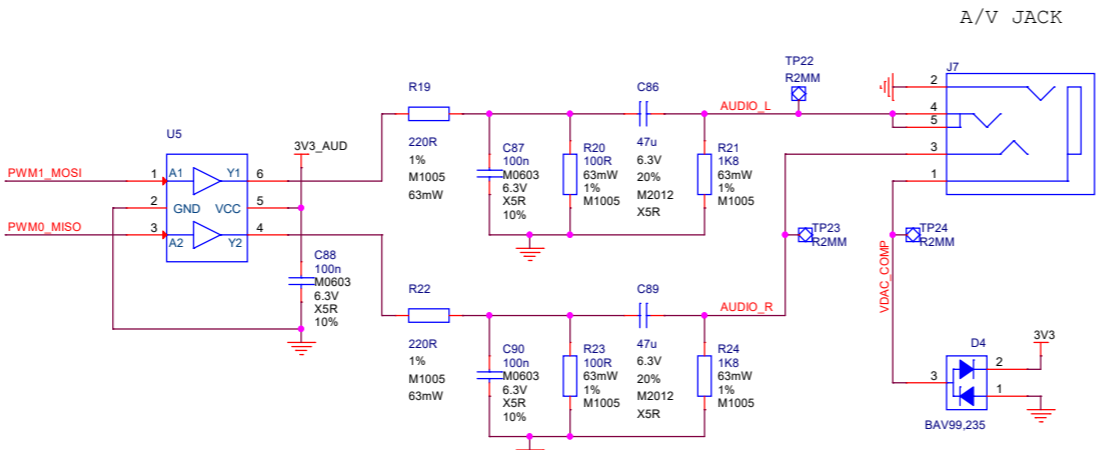 A/V JACK
TP22
R2MM
J7
R19
C86
2
AUDIO_L
4
5
U5
3V3_AUD
220R
1%
M1005
63mW
C87
100n
M0603
6.3V
X5R
10%
R20
100R
63mW
1%
M1005
47u
6.3V
20%
M2012
X5R
R21
1K8
63mW
1%
M1005
3
PWM1_MOSI
1
A1
Y1
6
1
2
GND
VCC
5
PWM0_MISO
3
A2
Y2
4
TP23
R2MM
TP24
R2MM
C88
100n
M0603
6.3V
X5R
10%
VDAC_COMP
R22
C89
AUDIO_R
220R
1%
M1005
63mW
C90
100n
M0603
6.3V
X5R
10%
R23
100R
63mW
1%
M1005
47u
6.3V
20%
M2012
X5R
R24
1K8
63mW
1%
M1005
D4
3V3
2
3
1
BAV99,235